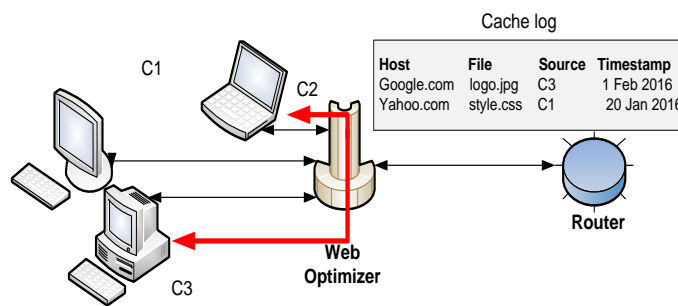 Cache log
Host File Source Timestamp
Google.com logo.jpg C3 1 Feb 2016
Yahoo.com style.css C1 20 Jan 2016
C1
C2
Router
Web
Optimizer
C3